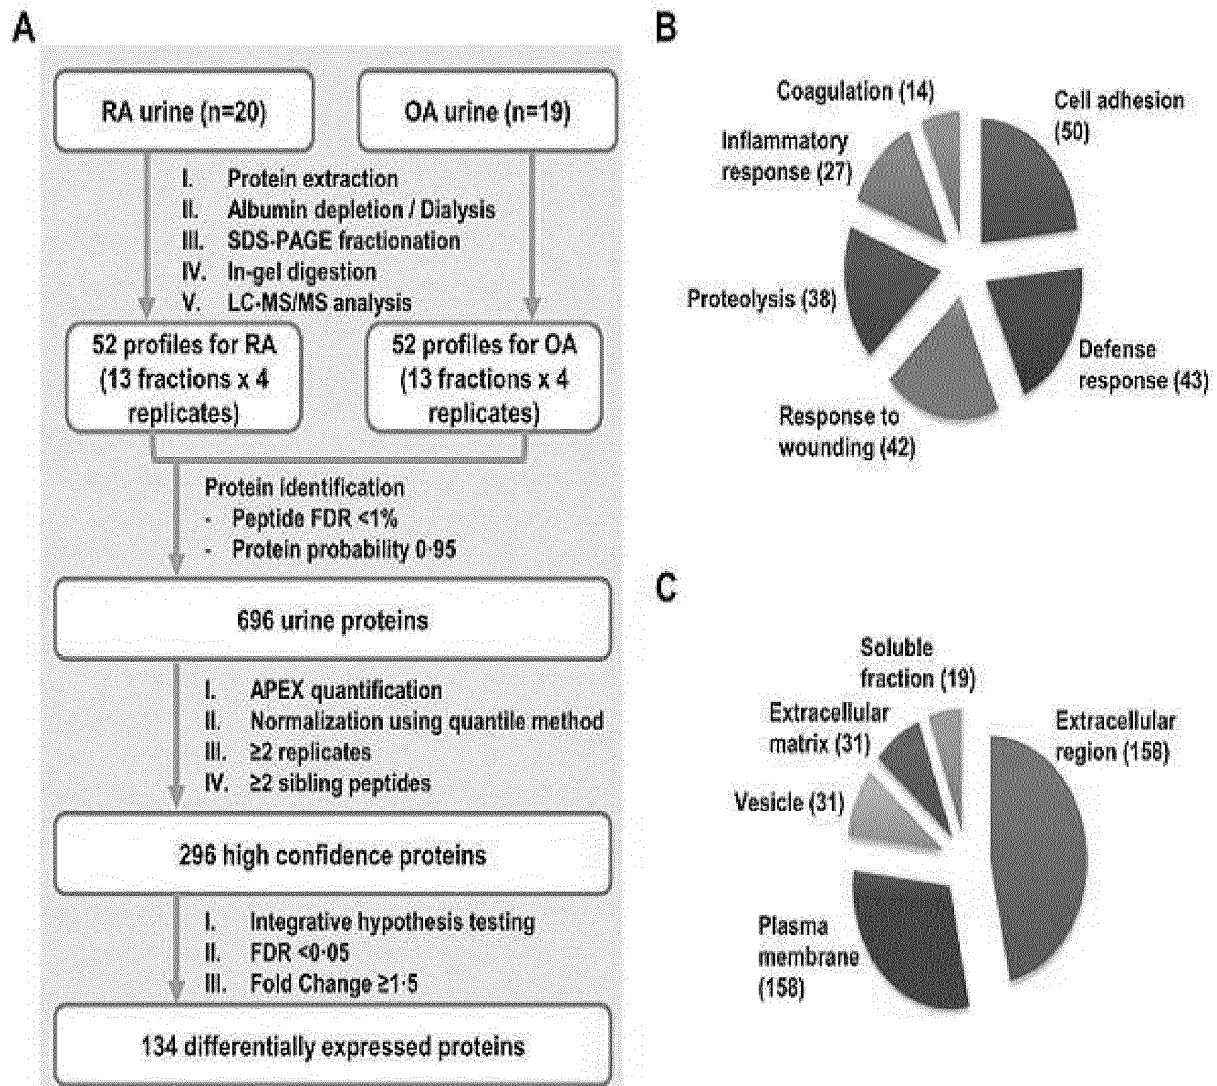 A
RA urine (n=20)
OA urine (n=19)
I. Protein extraction
II. Albumin depletion / Dialysis
III. SDS-PAGE fractionation
IV. In-gel digestion
V. LC-MS/MS analysis
52 profiles for RA
(13 fractions x 4
replicates)
52 profiles for OA
(13 fractions x 4
replicates)
Protein identification
- Peptide FDR <1%
- Protein probability 0·95
696 urine proteins
I. APEX quantification
II. Normalization using quantile method
III. ≥2 replicates
IV. ≥2 sibling peptides
296 high confidence proteins
I. Integrative hypothesis testing
II. FDR <0·05
III. Fold Change ≥1·5
134 differentially expressed proteins
B
Coagulation (14)
Cell adhesion
(50)
Inflammatory
response (27)
Proteolysis (38)
Defense
response (43)
Response to
wounding (42)
C
Soluble
fraction (19)
Extracellular
matrix (31)
Extracellular
region (158)
Vesicle (31)
Plasma
membrane
(158)